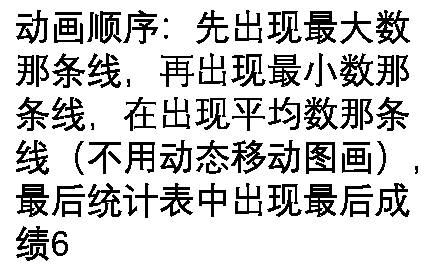 动画顺序：先出现最大数
那条线，再出现最小数那
条线，在出现平均数那条
线（不用动态移动图画），
最后统计表中出现最后成
绩6